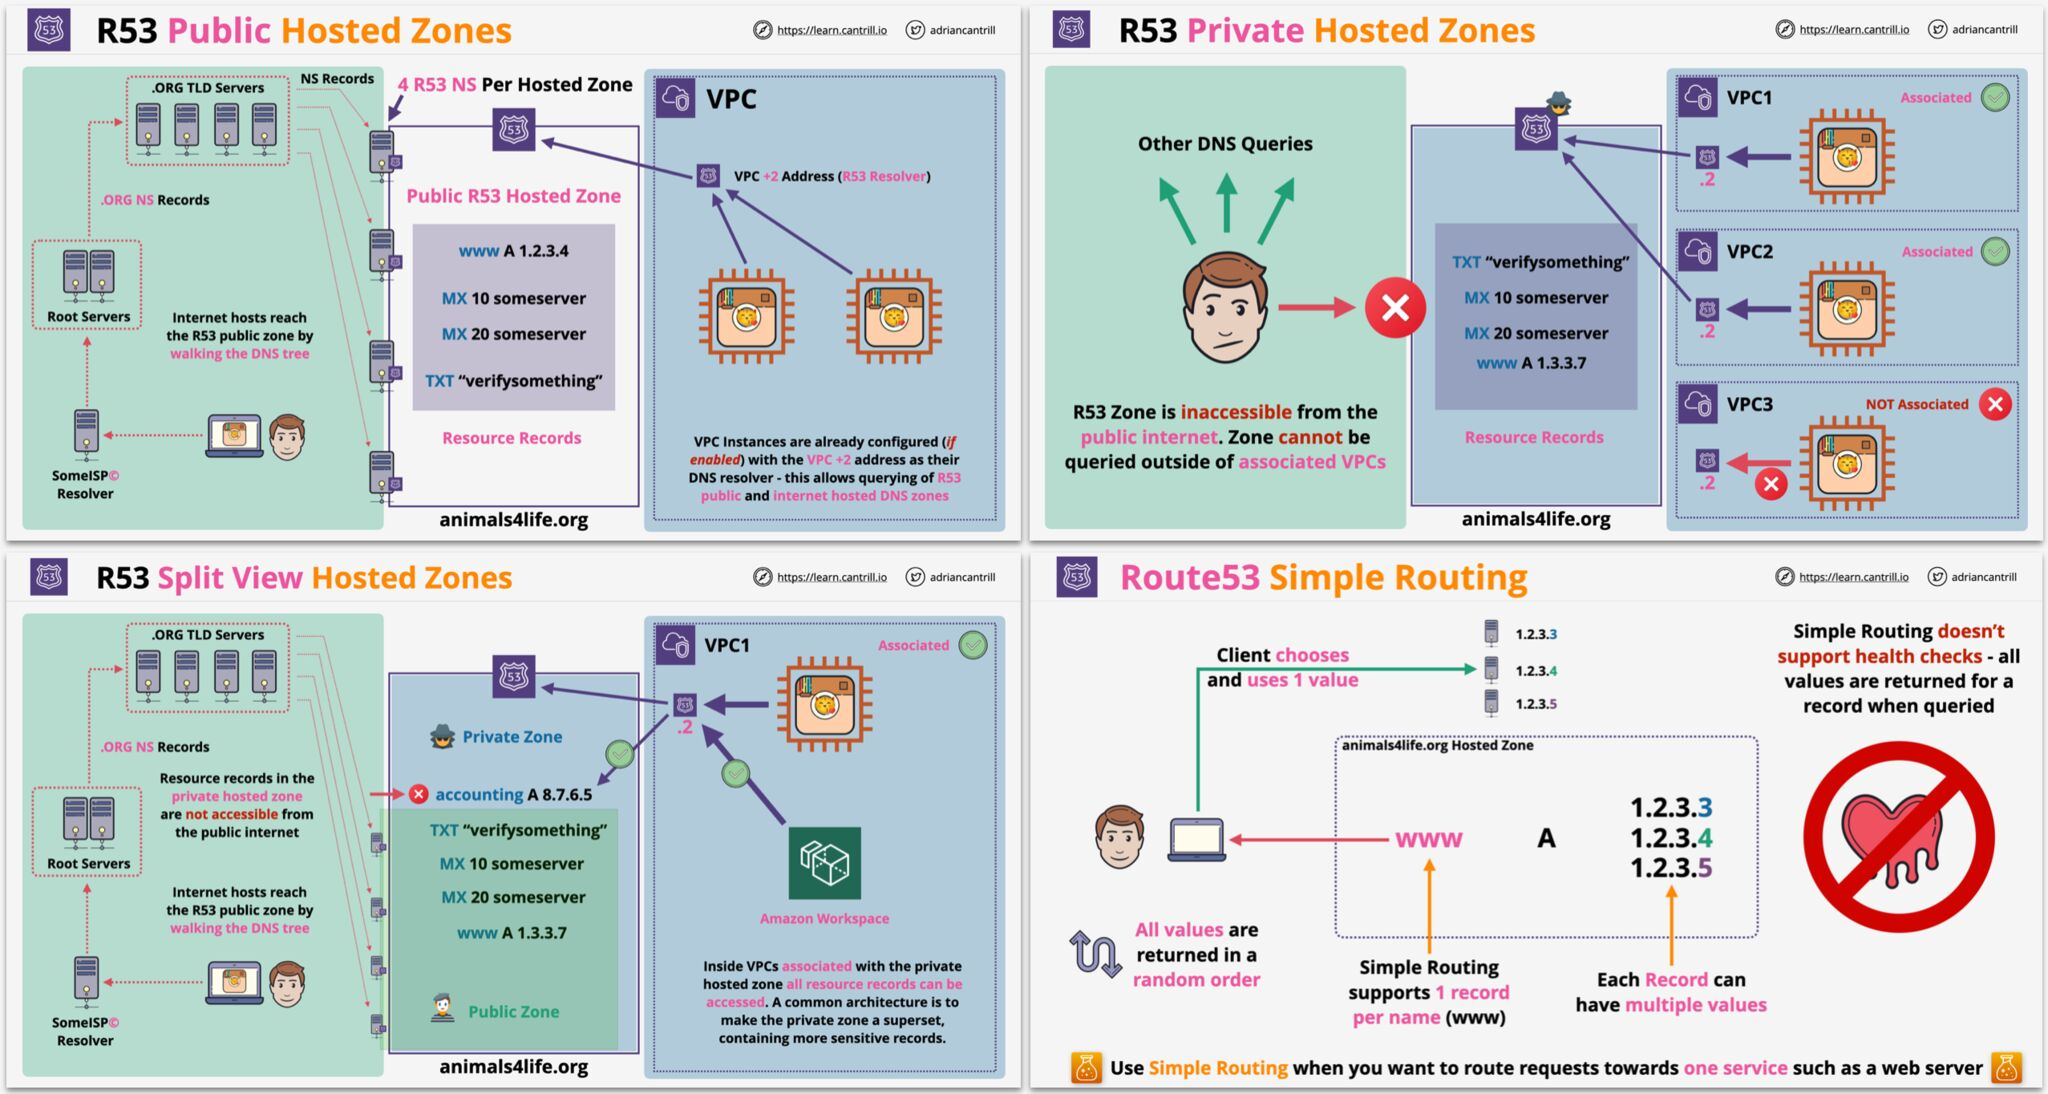 R53 Public Hosted Zones
https://learn.cantrill.io
adriancantrill
.ORG TLD Servers
NS Records
4 R53 NS Per Hosted Zone
53
VPC
VPC +2 Address (R53 Resolver)
.ORG NS Records
Public R53 Hosted Zone
www A 1.2.3.4
MX 10 someserver
MX 20 someserver
TXT “verifysomething”
Resource Records
Root Servers
Internet hosts reach
the R53 public zone by
walking the DNS tree
SomeISP©
Resolver
VPC Instances are already configured (if
enabled) with the VPC +2 address as their
DNS resolver - this allows querying of R53
public and internet hosted DNS zones
animals4life.org
R53 Private Hosted Zones
https://learn.cantrill.io
adriancantrill
Other DNS Queries
53
TXT “verifysomething”
MX 10 someserver
MX 20 someserver
www A 1.3.3.7
Resource Records
R53 Zone is inaccessible from the
public internet. Zone cannot be
queried outside of associated VPCs
animals4life.org
VPC1
Associated
.2
VPC2
Associated
.2
VPC3
NOT Associated
.2
R53 Split View Hosted Zones
https://learn.cantrill.io
adriancantrill
.ORG TLD Servers
.ORG NS Records
Resource records in the
private hosted zone
are not accessible from
the public internet
Root Servers
Internet hosts reach
the R53 public zone by
walking the DNS tree
SomeISP©
Resolver
53
Private Zone
accounting A 8.7.6.5
TXT “verifysomething”
MX 10 someserver
MX 20 someserver
www A 1.3.3.7
Public Zone
animals4life.org
VPC1
Associated
.2
Amazon Workspace
Inside VPCs associated with the private
hosted zone all resource records can be
accessed. A common architecture is to
make the private zone a superset,
containing more sensitive records.
Route53 Simple Routing
https://learn.cantrill.io
adriancantrill
Client chooses
and uses 1 value
1.2.3.3
1.2.3.4
1.2.3.5
Simple Routing doesn’t
support health checks - all
values are returned for a
record when queried
animals4life.org Hosted Zone
www A
1.2.3.3
1.2.3.4
1.2.3.5
All values are
returned in a
random order
Simple Routing
supports 1 record
per name (www)
Each Record can
have multiple values
Use Simple Routing when you want to route requests towards one service such as a web server